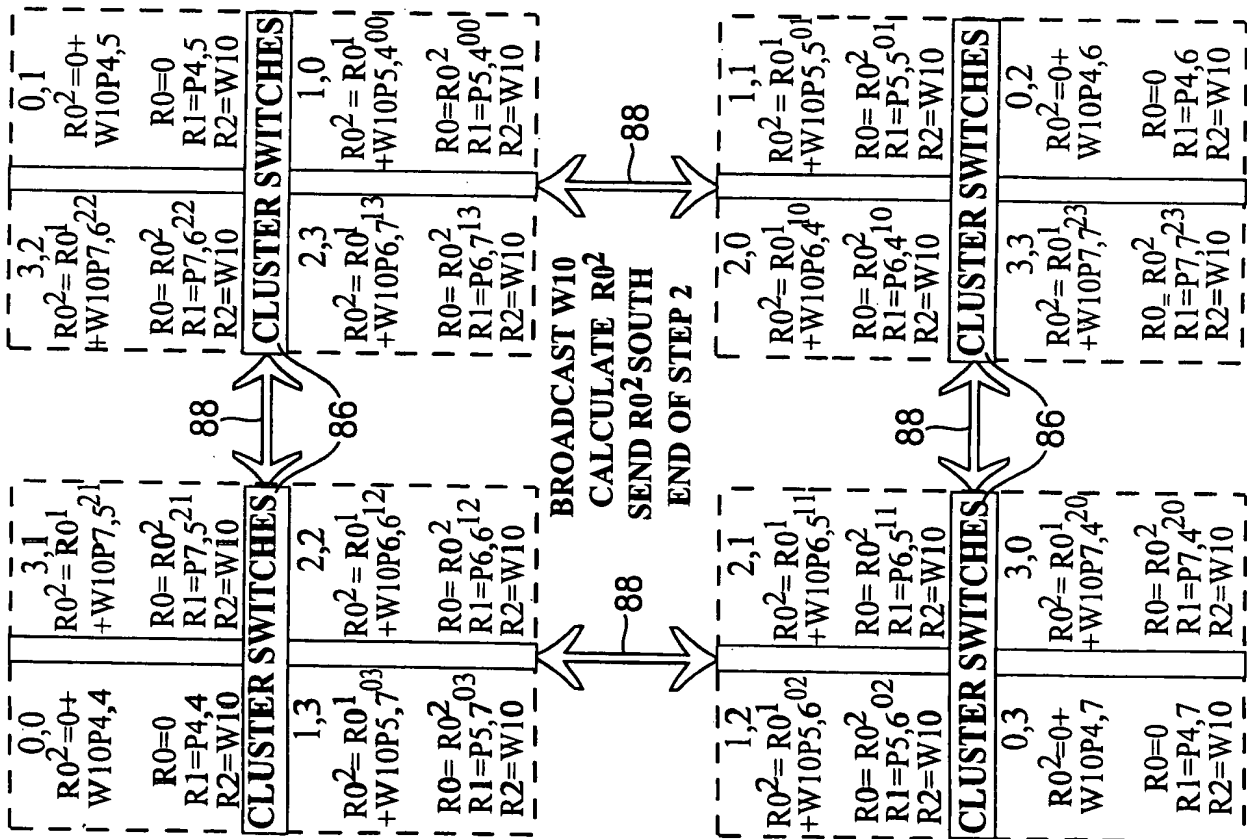 0,0
R0²=0+
W10P4,4
R0=0
R1=P4,4
R2=W10
3,1
R0²= R0¹
+W10P7,5²¹
R0= R0²
R1=P7,5²¹
R2=W10
CLUSTER SWITCHES
1,3
R0²= R0¹
+W10P5,7⁰³
R0= R0²
R1=P5,7⁰³
R2=W10
2,2
R0²= R0¹
+W10P6,6¹²
R0= R0²
R1=P6,6¹²
R2=W10
88
86
3,2
R0²= R0¹
+W10P7,6²²
R0= R0²
R1=P7,6²²
R2=W10
0,1
R0²=0+
W10P4,5
R0=0
R1=P4,5
R2=W10
CLUSTER SWITCHES
2,3
R0²= R0¹
+W10P6,7¹³
R0= R0²
R1=P6,7¹³
R2=W10
1,0
R0²= R0¹
+W10P5,4⁰⁰
R0=R0²
R1=P5,4⁰⁰
R2=W10
88
BROADCAST W10
CALCULATE R0²
SEND R0² SOUTH
END OF STEP 2
88
1,2
R0²= R0¹
+W10P5,6⁰²
R0= R0²
R1=P5,6⁰²
R2=W10
2,1
R0²=R0¹
+W10P6,5¹¹
R0= R0²
R1=P6,5¹¹
R2=W10
CLUSTER SWITCHES
0,3
R0²=0+
W10P4,7
R0=0
R1=P4,7
R2=W10
3,0
R0²=R0¹
+W10P7,4²⁰
R0= R0²
R1=P7,4²⁰
R2=W10
88
86
2,0
R0²= R0¹
+W10P6,4¹⁰
R0= R0²
R1=P6,4¹⁰
R2=W10
1,1
R0²= R0¹
+W10P5,5⁰¹
R0= R0²
R1=P5,5⁰¹
R2=W10
CLUSTER SWITCHES
3,3
R0²= R0¹
+W10P7,7²³
R0= R0²
R1=P7,7²³
R2=W10
0,2
R0²=0+
W10P4,6
R0=0
R1=P4,6
R2=W10